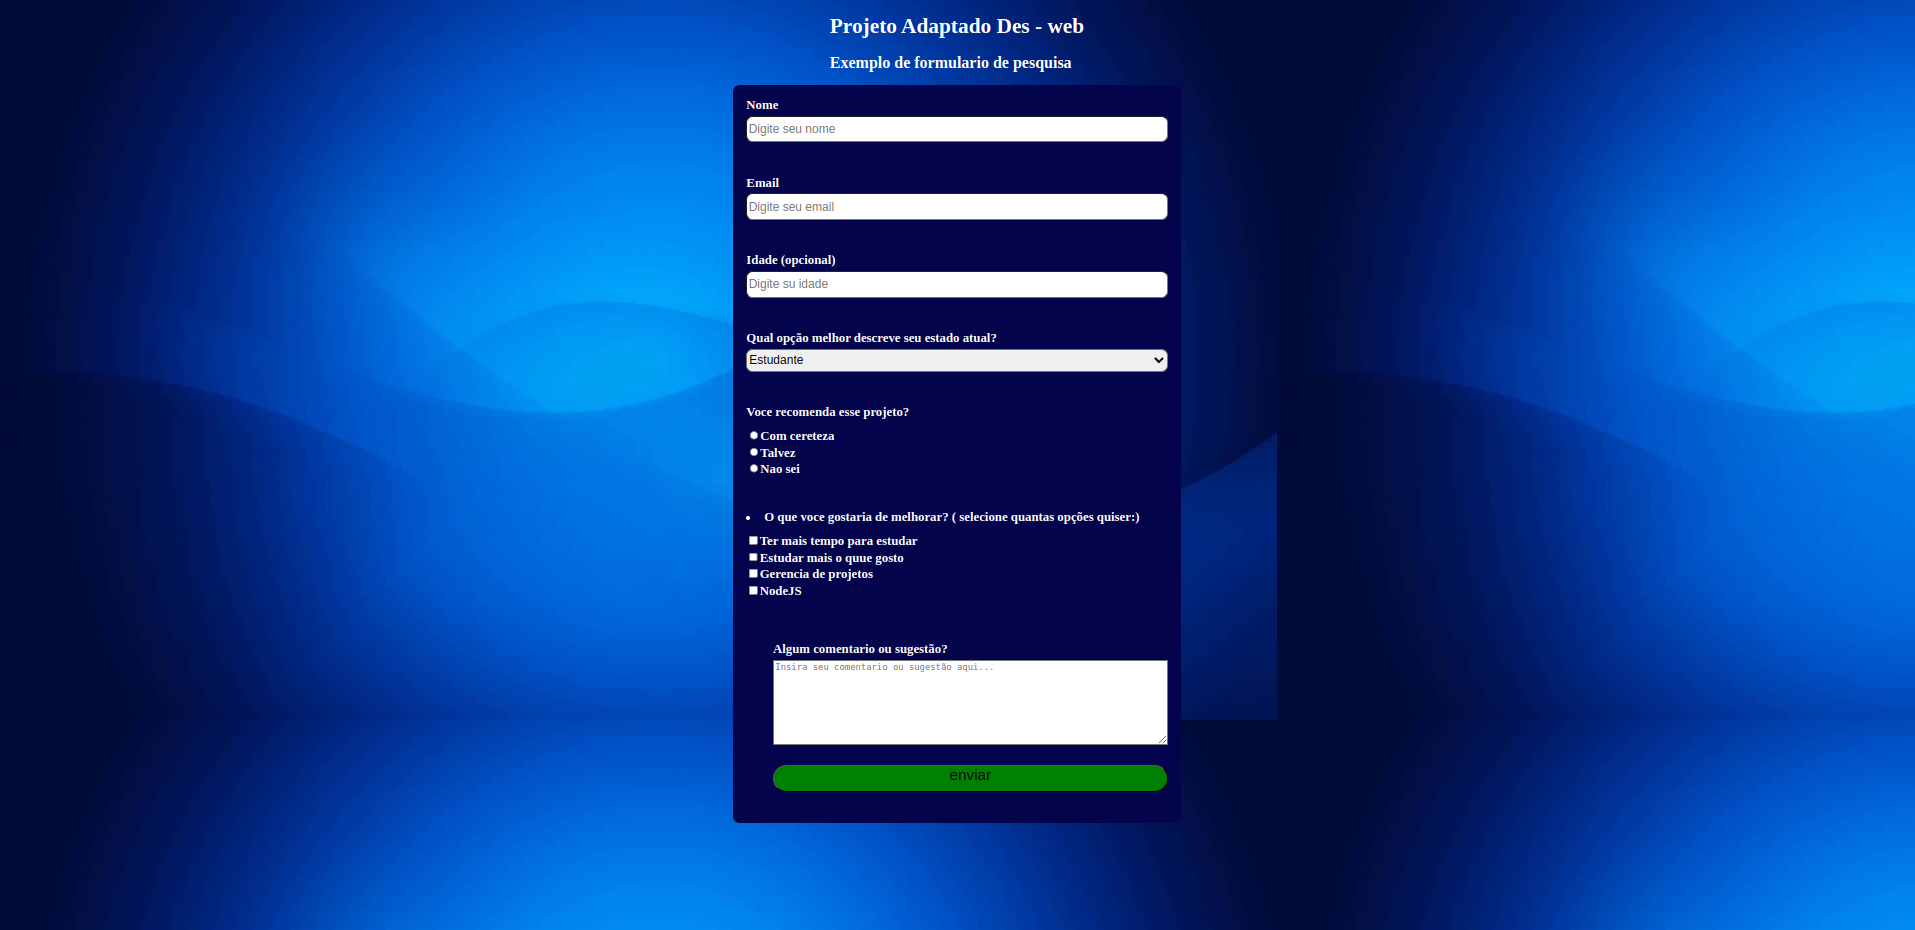 Projeto Adaptado Des - web
Exemplo de formulario de pesquisa
Nome
Digite seu nome
Email
Digite seu email
Idade (opcional)
Digite su idade
Qual opção melhor descreve seu estado atual?
Estudante
Voce recomenda esse projeto?
Com cereteza
Talvez
Nao sei
• O que voce gostaria de melhorar? ( selecione quantas opções quiser:)
Ter mais tempo para estudar
Estudar mais o quue gosto
Gerencia de projetos
NodeJS
Algum comentario ou sugestão?
Insira seu comentario ou sugestão aqui...
enviar